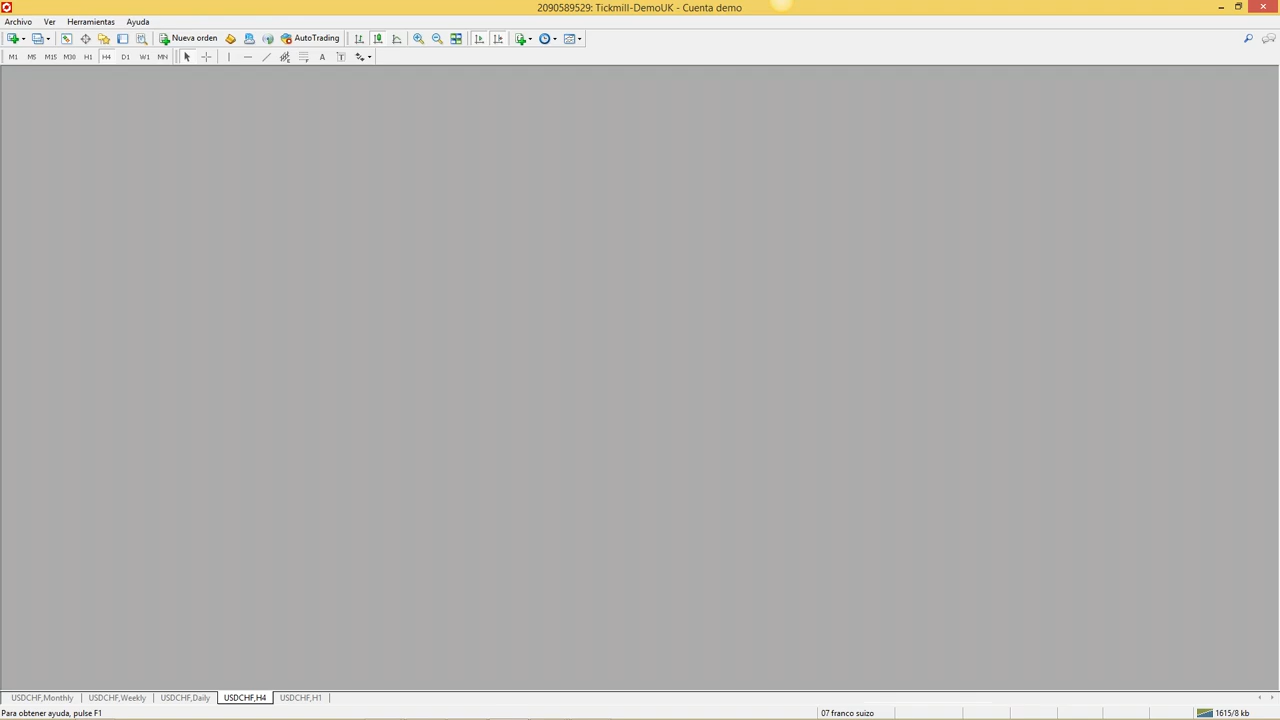 2090589529: Tickmill-DemoUK - Cuenta demo
Archivo Ver Herramientas Ayuda
Nueva orden AutoTrading
M1 M5 M15 M30 H1 H4 D1 W1 MN A T
USDCHF,Monthly USDCHF,Weekly USDCHF,Daily USDCHF,H4 USDCHF,H1
Para obtener ayuda, pulse F1 07 franco suizo 1615/8 kb